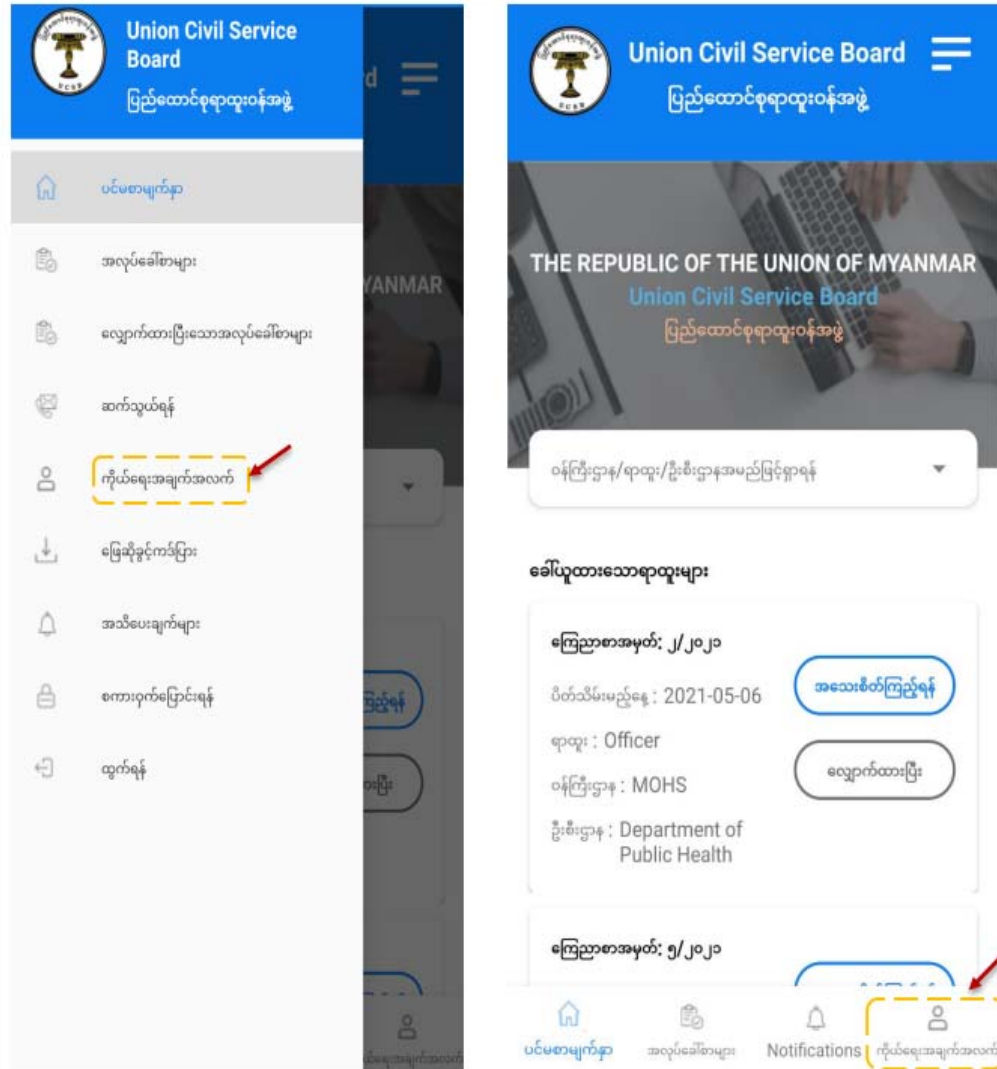 Union Civil Service
Board
ပြည်ထောင်စုရာထူးဝန်အဖွဲ့
ပင်မစာမျက်နှာ
အလုပ်ခေါ်စာများ
လျှောက်ထားပြီးသောအလုပ်ခေါ်စာများ
ဆက်သွယ်ရန်
ကိုယ်ရေးအချက်အလက်
ဖြေဆိုခွင့်ကဒ်ပြား
အသိပေးချက်များ
စကားဝှက်ပြောင်းရန်
ထွက်ရန်
d
YANMAR
Union Civil Service Board
ပြည်ထောင်စုရာထူးဝန်အဖွဲ့
THE REPUBLIC OF THE UNION OF MYANMAR
Union Civil Service Board
ပြည်ထောင်စုရာထူးဝန်အဖွဲ့
ဝန်ကြီးဌာန/ရာထူး/ဦးစီးဌာနအမည်ဖြင့်ရှာရန်
ခေါ်ယူထားသောရာထူးများ
ကြေညာစာအမှတ်; ၂/၂၀၂၁
ပိတ်သိမ်းမည့်နေ့ : 2021-05-06
အသေးစိတ်ကြည့်ရန်
ရာထူး : Officer
လျှောက်ထားပြီး
ဝန်ကြီးဌာန : MOHS
ဦးစီးဌာန : Department of
Public Health
ကြေညာစာအမှတ်; ၅/၂၀၂၁
ပင်မစာမျက်နှာ
အလုပ်ခေါ်စာများ
Notifications
ကိုယ်ရေးအချက်အလက်